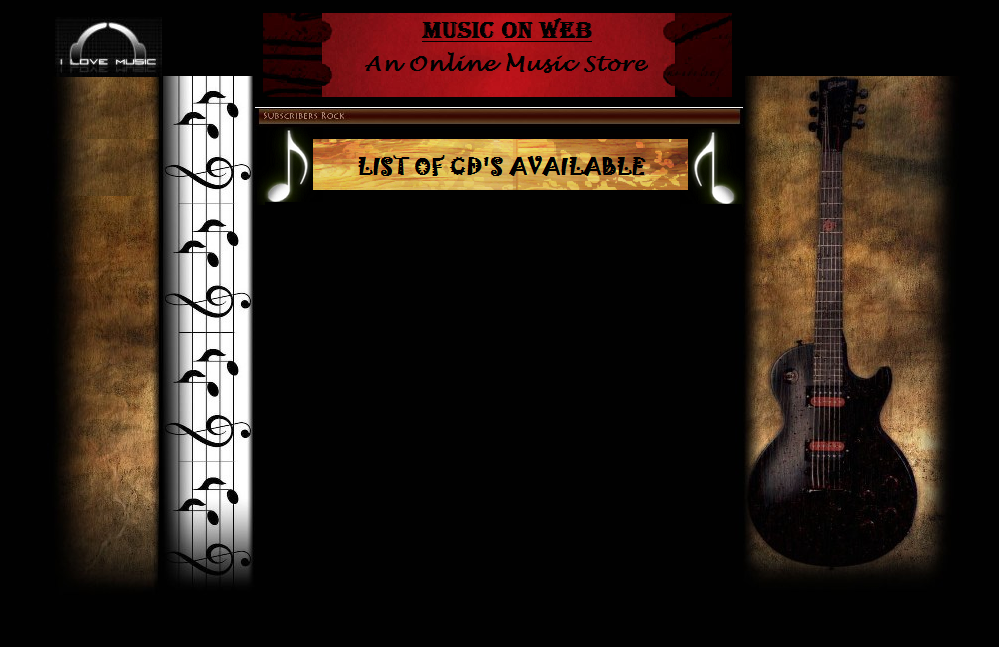 I LOVE MUSIC
MUSIC ON WEB
An Online Music Store
SUBSCRIBERS ROCK
LIST OF CD'S AVAILABLE